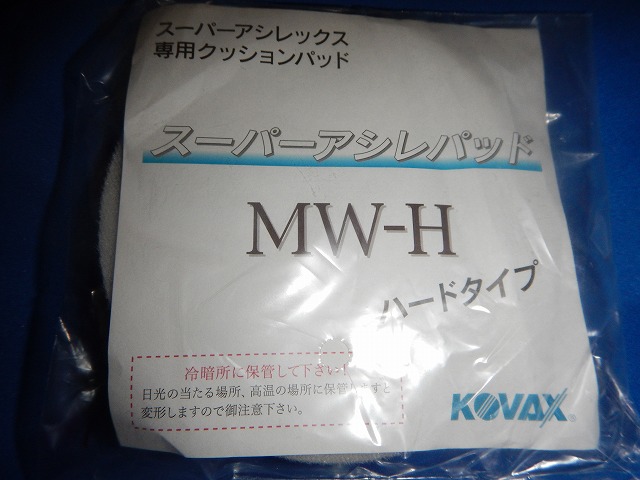 スーパーアシレックス
専用クッションパッド
スーパーアシレパッド
MW-H
ハードタイプ
冷暗所に保管して下さい!
日光の当たる場所、高温の場所に保管しますと
変形しますので御注意下さい。
KOVAX®